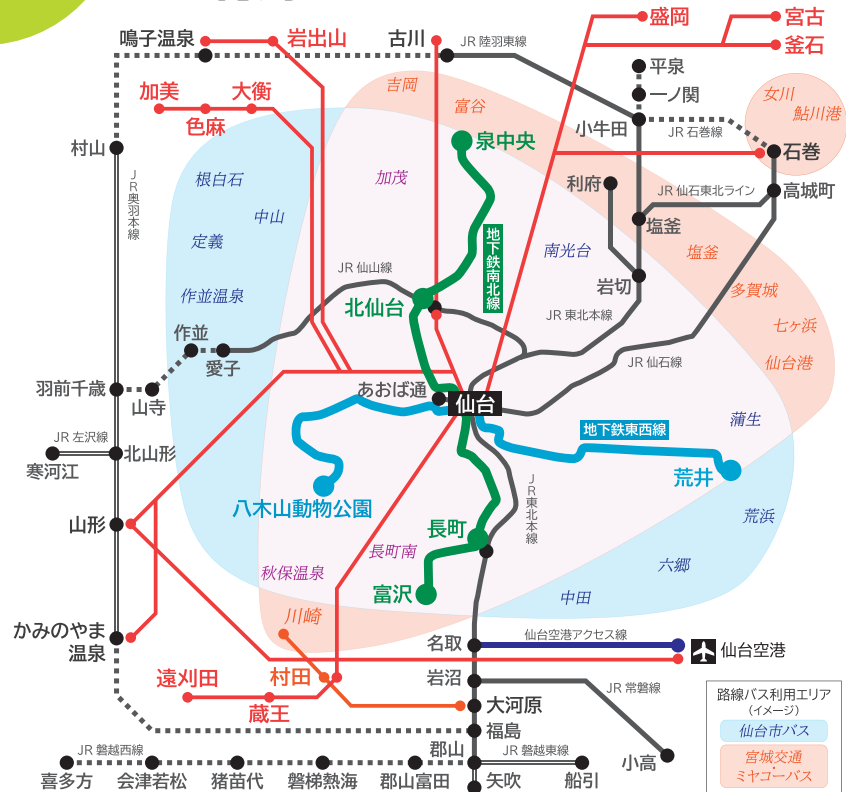 盛岡
宮古
釜石
鳴子温泉
岩出山
古川
JR 陸羽東線
平泉
一ノ関
加美
大衡
色麻
吉岡
富谷
小牛田
JR 石巻線
女川
鮎川港
石巻
村山
JR奥羽本線
泉中央
根白石
加茂
利府
JR 仙石東北ライン
高城町
中山
塩釜
地下鉄南北線
定義
南光台
塩釜
JR 仙山線
作並温泉
北仙台
岩切
多賀城
JR 東北本線
七ヶ浜
作並
愛子
JR 仙石線
仙台港
羽前千歳
山寺
あおば通
仙台
蒲生
地下鉄東西線
JR 左沢線
北山形
寒河江
荒井
八木山動物公園
JR東北本線
山形
長町
荒浜
長町南
秋保温泉
六郷
富沢
中田
川崎
かみのやま
温泉
名取
仙台空港アクセス線
仙台空港
遠刈田
村田
岩沼
JR 常磐線
蔵王
大河原
路線バス利用エリア
（イメージ）
仙台市バス
宮城交通
・
ミヤコーバス
福島
JR 磐越西線
郡山
JR 磐越東線
小高
喜多方
会津若松
猪苗代
磐梯熱海
郡山富田
矢吹
船引